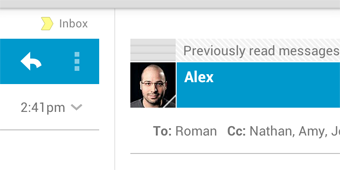 Inbox
Previously read messages
Alex
2:41pm
To: Roman Cc: Nathan, Amy,